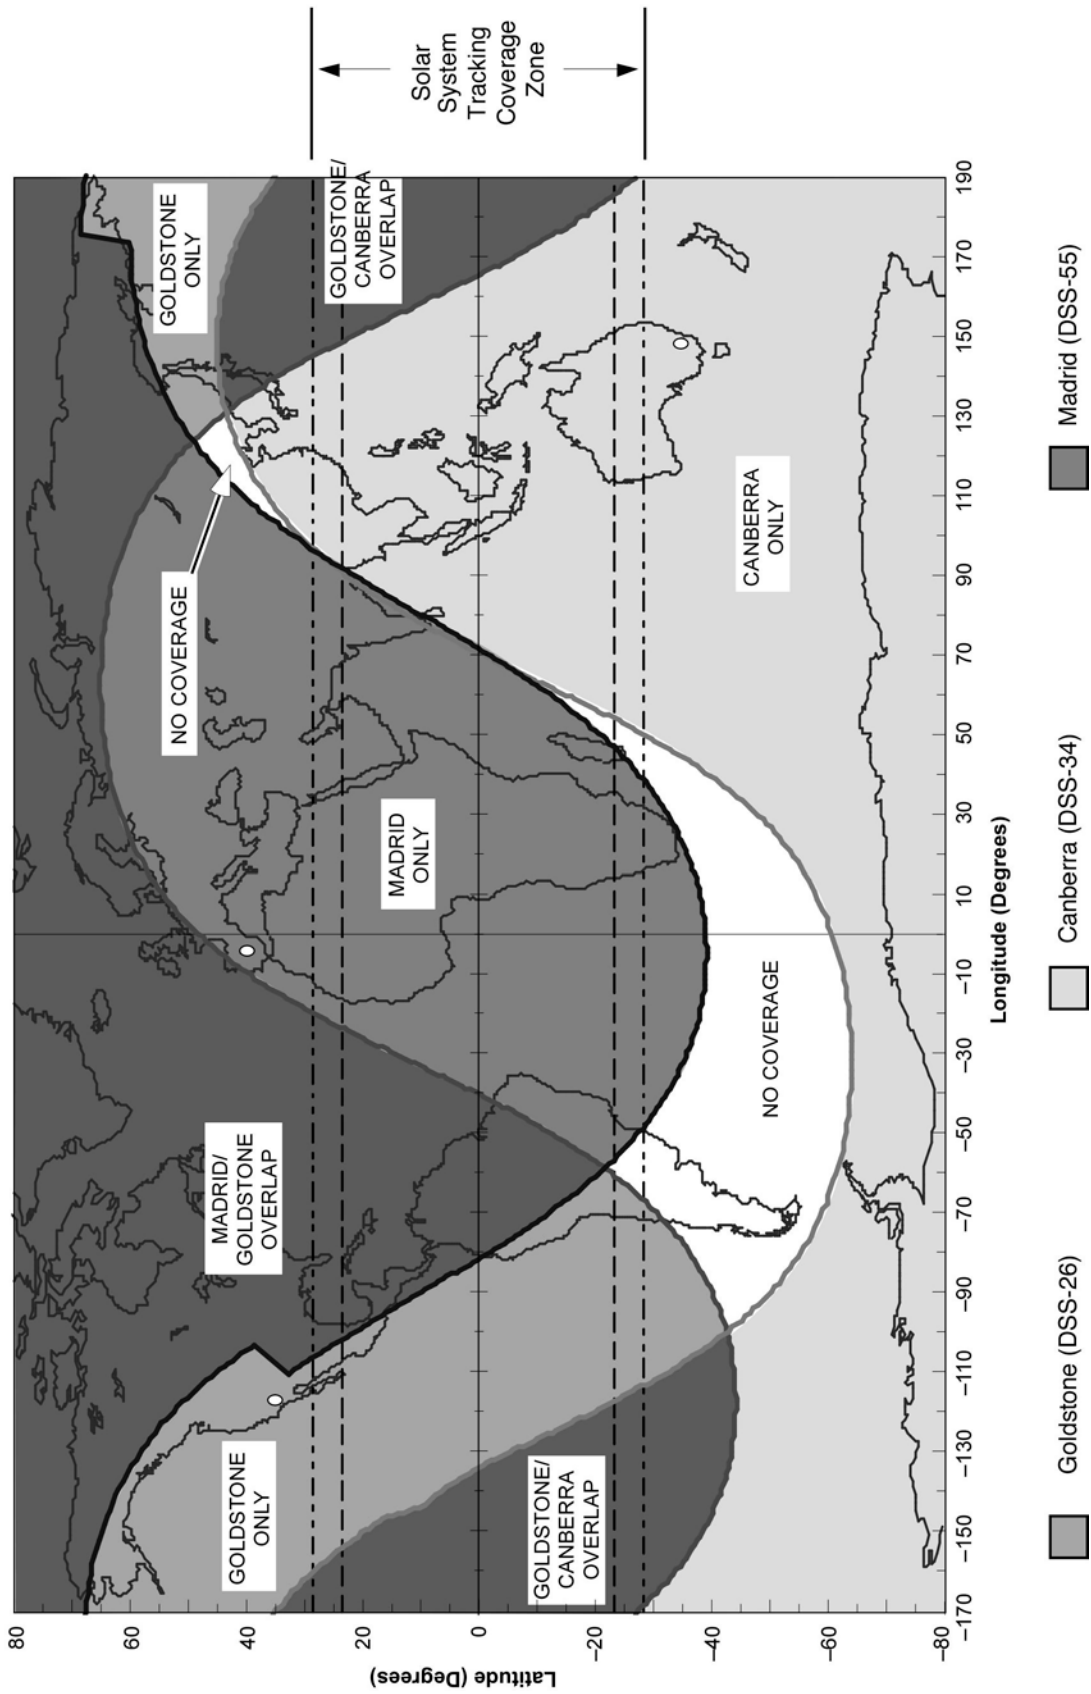 Solar
System
Tracking
Coverage
Zone
GOLDSTONE
ONLY
GOLDSTONE/
CANBERRA
OVERLAP
NO COVERAGE
MADRID/
GOLDSTONE
OVERLAP
MADRID
ONLY
GOLDSTONE
ONLY
GOLDSTONE/
CANBERRA
OVERLAP
CANBERRA
ONLY
NO COVERAGE
80
60
40
20
0
−20
−40
−60
−80
Latitude (Degrees)
−170
−150
−130
−110
−90
−70
−50
−30
−10
10
30
50
70
90
110
130
150
170
190
Longitude (Degrees)
Goldstone (DSS-26)
Canberra (DSS-34)
Madrid (DSS-55)